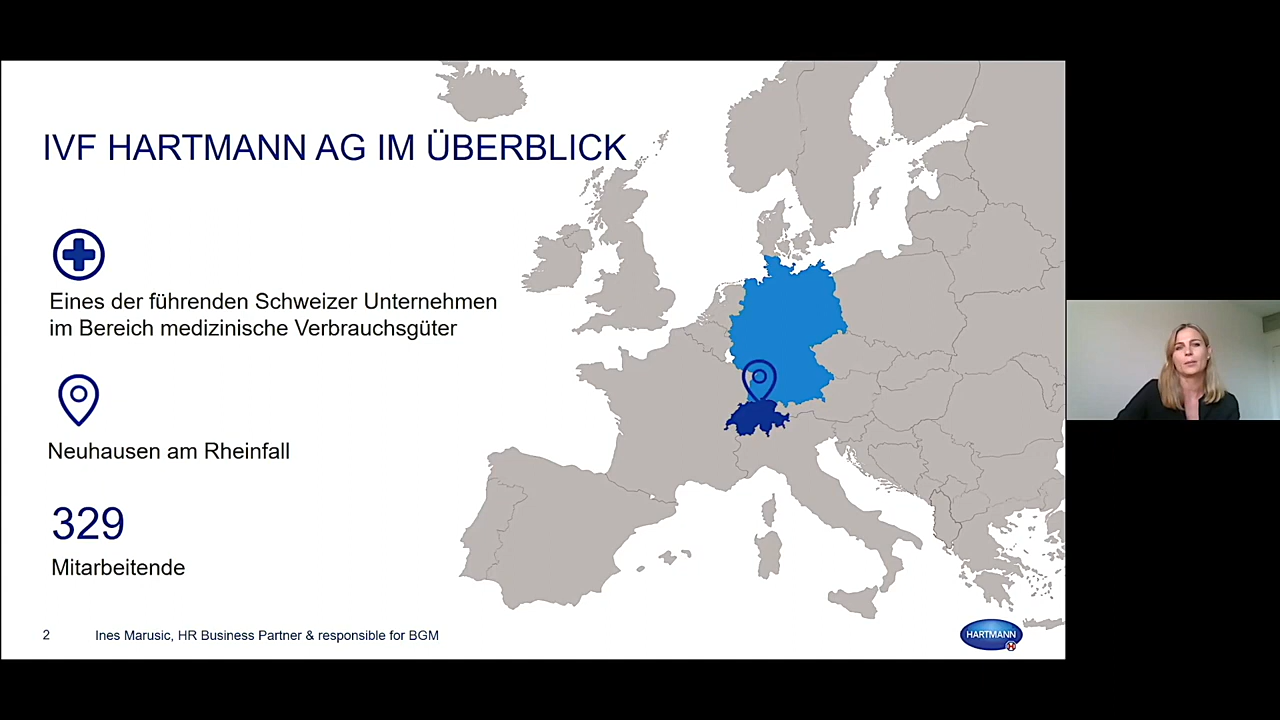 IVF HARTMANN AG IM ÜBERBLICK
Eines der führenden Schweizer Unternehmen
im Bereich medizinische Verbrauchsgüter
Neuhausen am Rheinfall
329
Mitarbeitende
2 Ines Marusic, HR Business Partner & responsible for BGM
HARTMANN